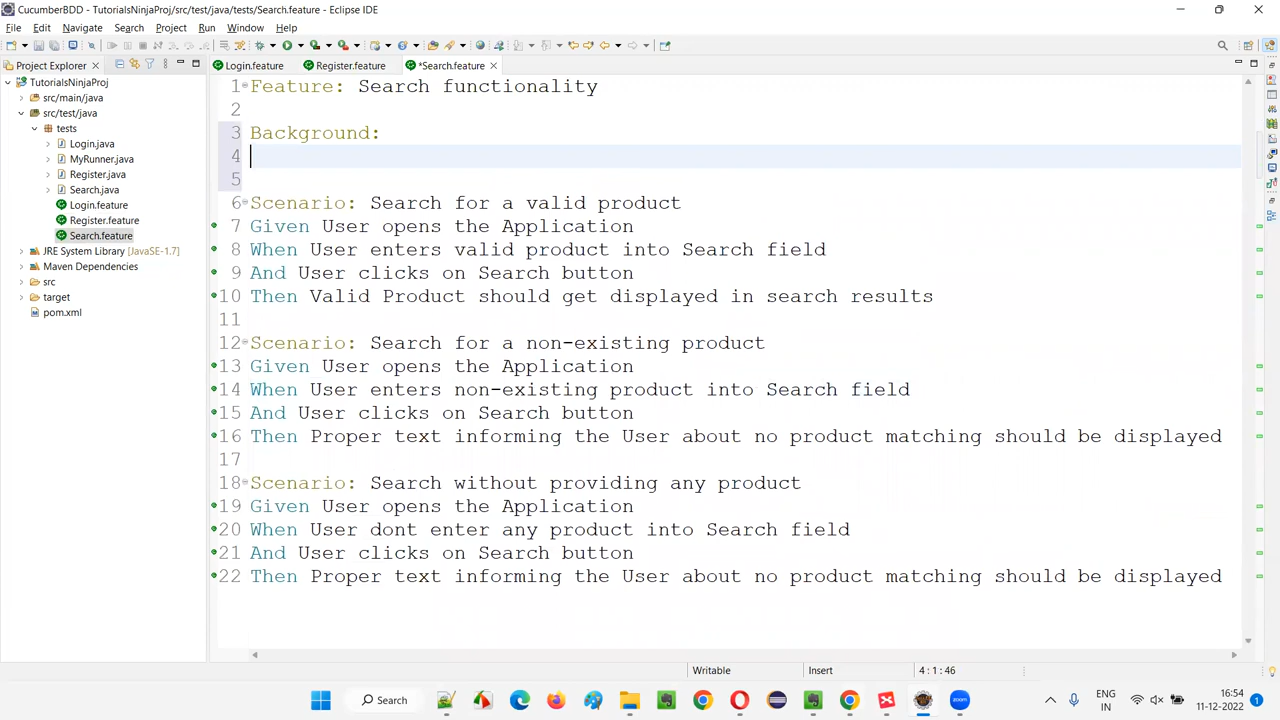 CucumberBDD - TutorialsNinjaProj/src/test/java/tests/Search.feature - Eclipse IDE
File Edit Navigate Search Project Run Window Help
Project Explorer
Login.feature
Register.feature
*Search.feature
TutorialsNinjaProj
src/main/java
src/test/java
tests
Login.java
MyRunner.java
Register.java
Search.java
Login.feature
Register.feature
Search.feature
JRE System Library [JavaSE-1.7]
Maven Dependencies
src
target
pom.xml
1 Feature: Search functionality
2
3 Background:
4
5
6 Scenario: Search for a valid product
7 Given User opens the Application
8 When User enters valid product into Search field
9 And User clicks on Search button
10 Then Valid Product should get displayed in search results
11
12 Scenario: Search for a non-existing product
13 Given User opens the Application
14 When User enters non-existing product into Search field
15 And User clicks on Search button
16 Then Proper text informing the User about no product matching should be displayed
17
18 Scenario: Search without providing any product
19 Given User opens the Application
20 When User dont enter any product into Search field
21 And User clicks on Search button
22 Then Proper text informing the User about no product matching should be displayed
Writable Insert 4 : 1 : 46
Search
ENG
IN
16:54
11-12-2022
1